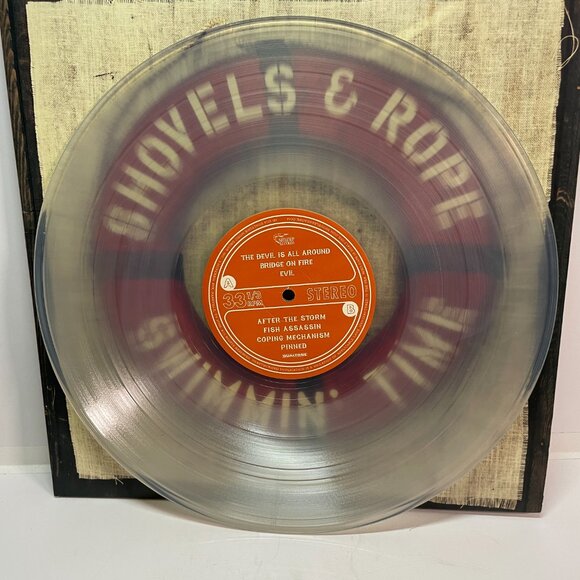 SHOVELS & ROPE
THE DEVIL IS ALL AROUND
BRIDGE ON FIRE
EVIL
A
33 1/3
RPM
STEREO
B
AFTER THE STORM
FISH ASSASSIN
COPING MECHANISM
PINNED
DUALTONE
SWIMMIN' TIME